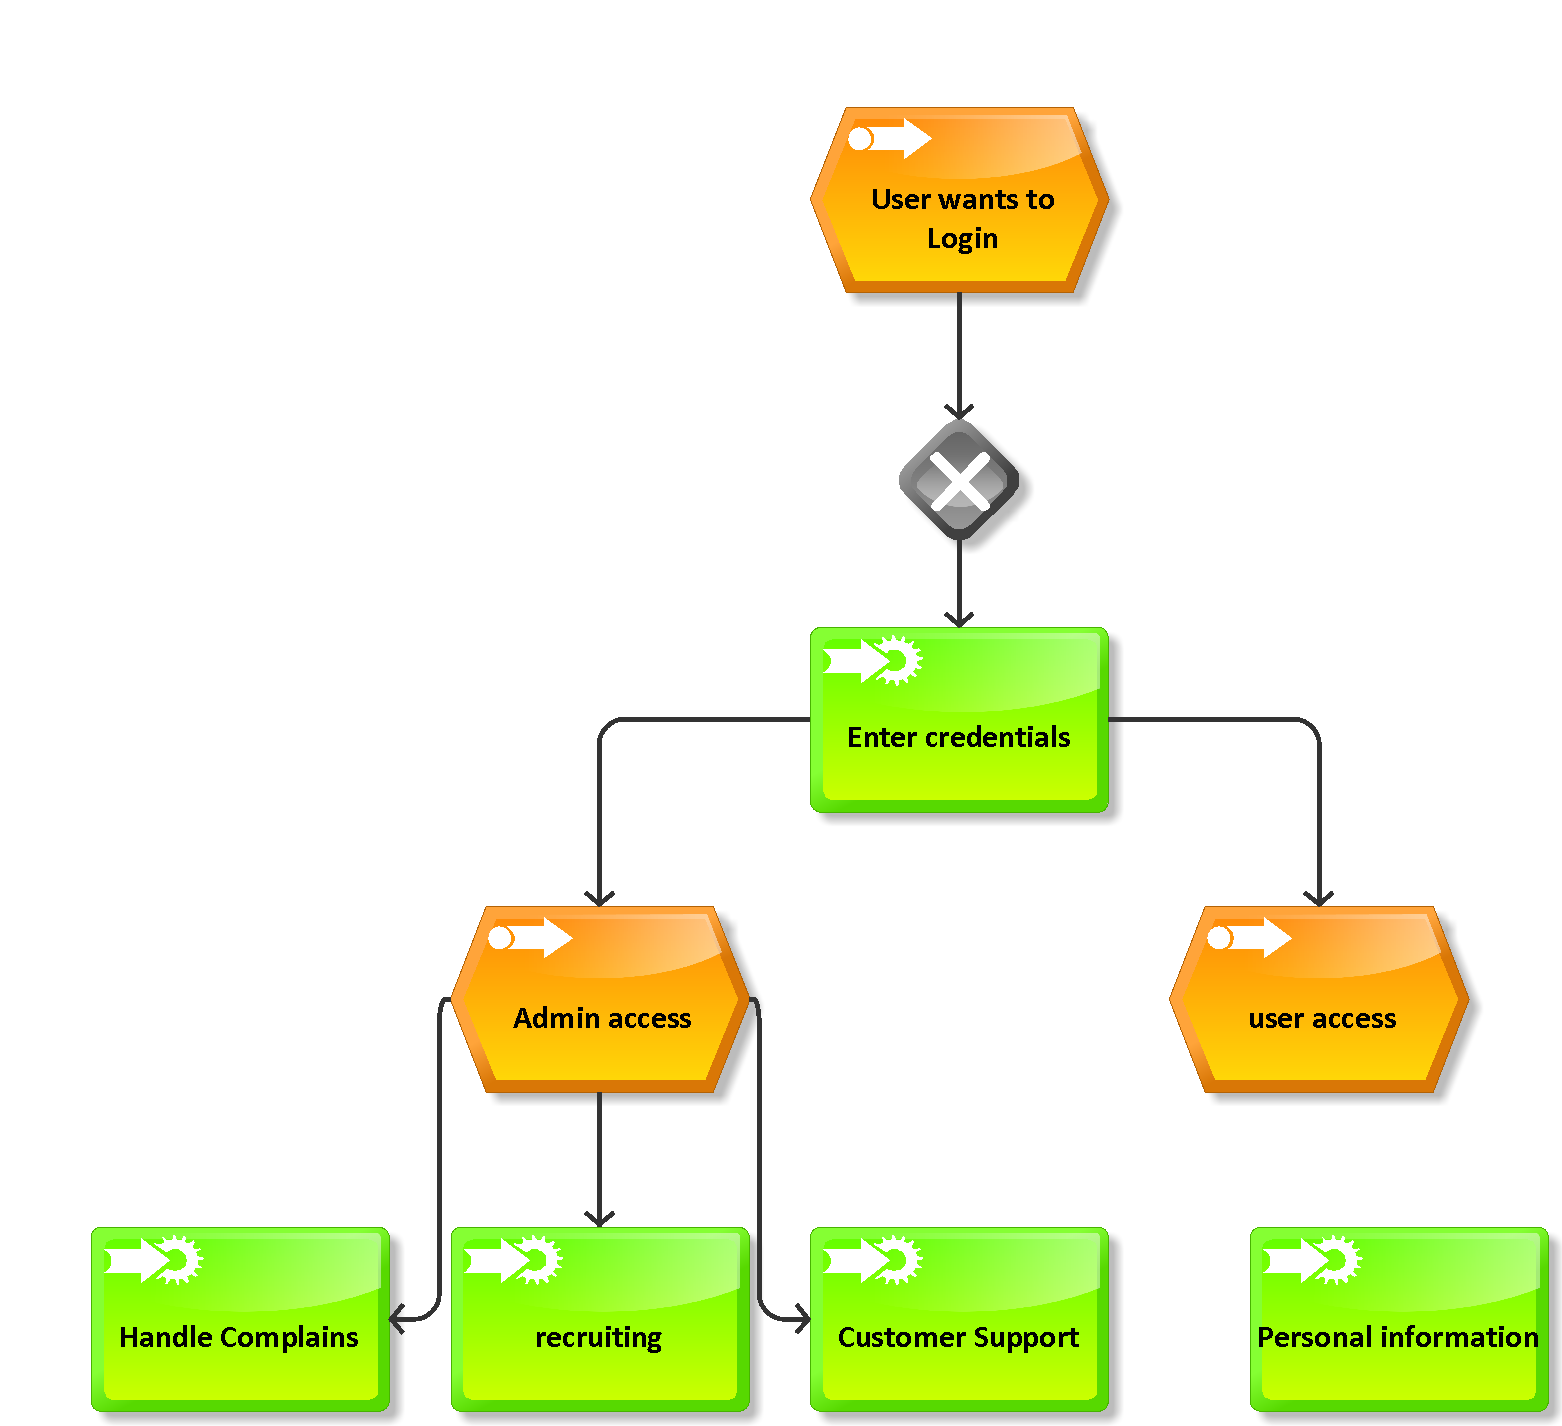 User wants to
Login
Enter credentials
Admin access
user access
Handle Complains
recruiting
Customer Support
Personal information